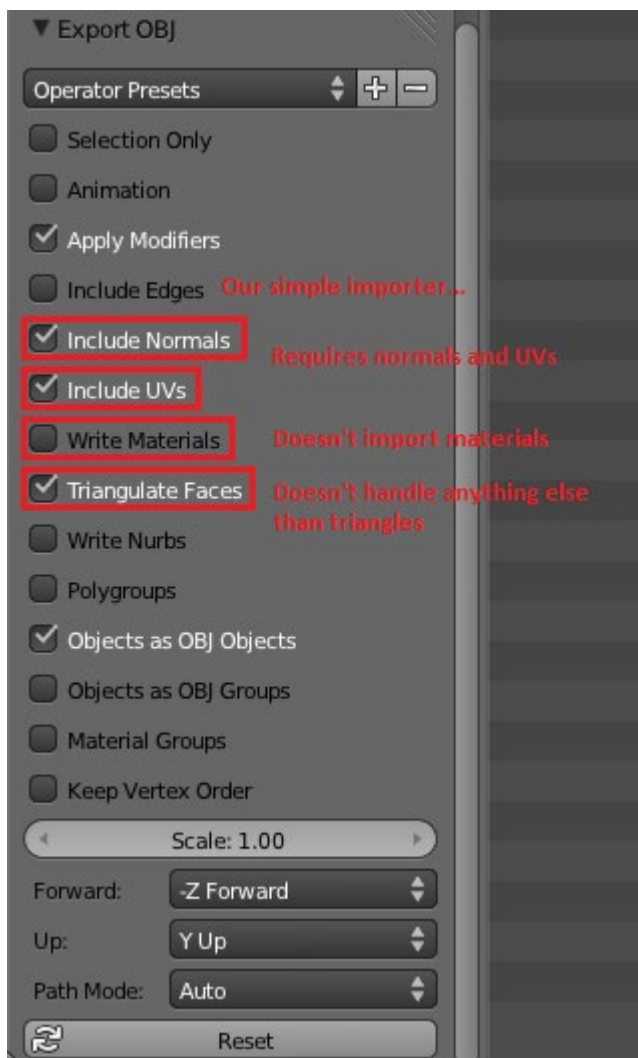 Export OBJ
Operator Presets
Selection Only
Animation
Apply Modifiers
Include Edges
Our simple importer...
Include Normals
Requires normals and UVs
Include UVs
Write Materials
Doesn't import materials
Triangulate Faces
Doesn't handle anything else
than triangles
Write Nurbs
Polygroups
Objects as OBJ Objects
Objects as OBJ Groups
Material Groups
Keep Vertex Order
Scale: 1.00
Forward: -Z Forward
Up: Y Up
Path Mode: Auto
Reset